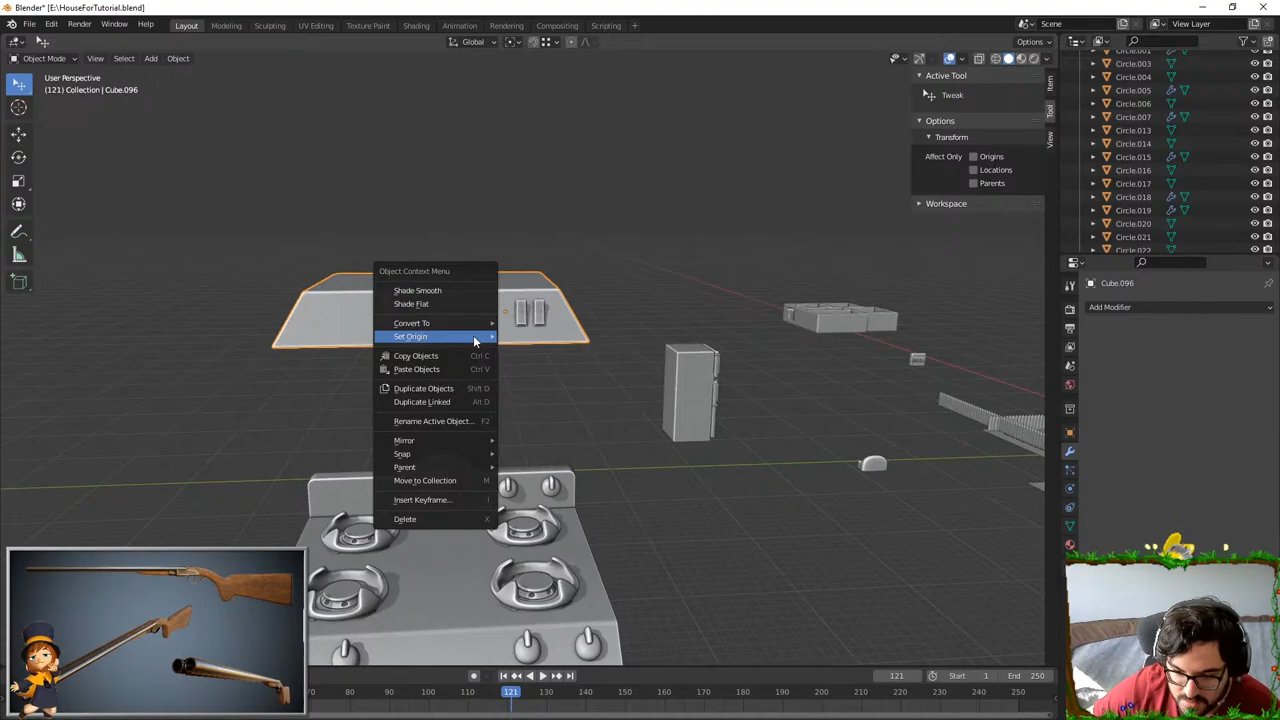 Blender* [E:\HouseForTutorial.blend]
File Edit Render Window Help Layout Modeling Sculpting UV Editing Texture Paint Shading Animation Rendering Compositing Scripting + Scene View Layer
Global Options
Object Mode View Select Add Object
User Perspective
(121) Collection | Cube.096
Active Tool
Tweak
Options
Transform
Affect Only Origins
Locations
Parents
Workspace
Item
Tool
View
Circle.001
Circle.003
Circle.004
Circle.005
Circle.006
Circle.007
Circle.013
Circle.014
Circle.015
Circle.016
Circle.017
Circle.018
Circle.019
Circle.020
Circle.021
Circle.022
Cube.096
Add Modifier
Object Context Menu
Shade Smooth
Shade Flat
Convert To
Set Origin
Copy Objects Ctrl C
Paste Objects Ctrl V
Duplicate Objects Shift D
Duplicate Linked Alt D
Rename Active Object... F2
Mirror
Snap
Parent
Move to Collection M
Insert Keyframe... I
Delete X
121 Start 1 End 250
70 80 90 100 110 121 130 140 150 160 170 180 190 200 210 220 230 240 250